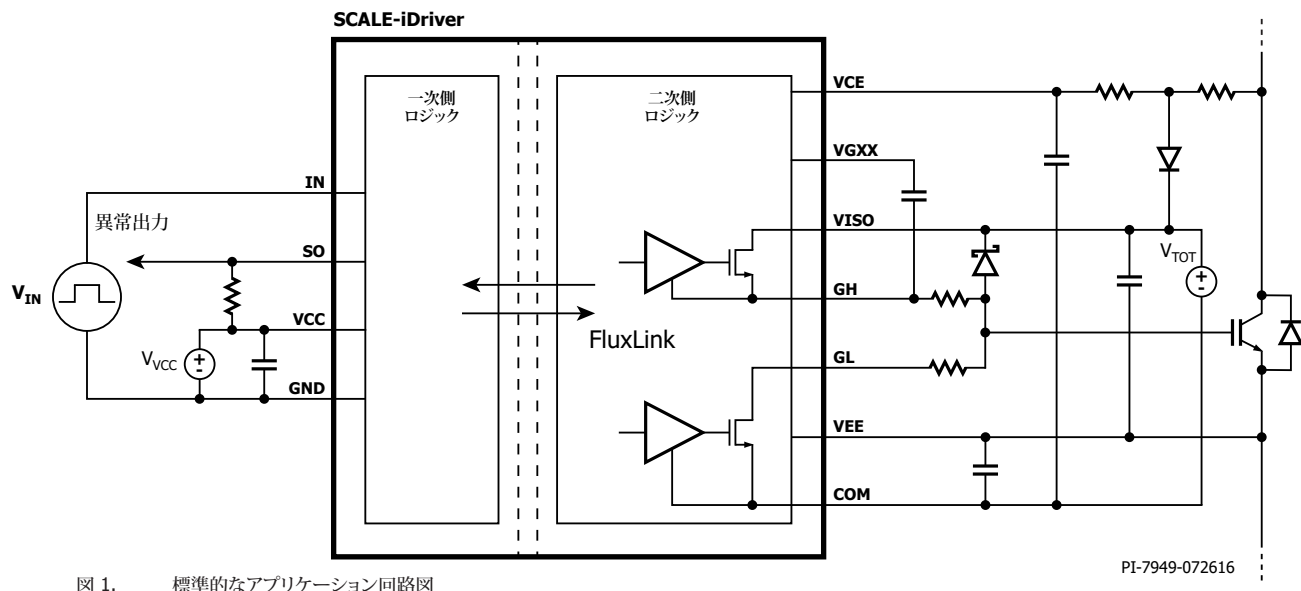 SCALE-iDriver
一次側
ロジック
二次側
ロジック
VCE
VGXX
IN
異常出力
VISO
SO
VTOT
+
-
GH
VIN
VCC
FluxLink
VVCC
+
-
GL
GND
VEE
COM
PI-7949-072616
図 1. 標準的なアプリケーション回路図